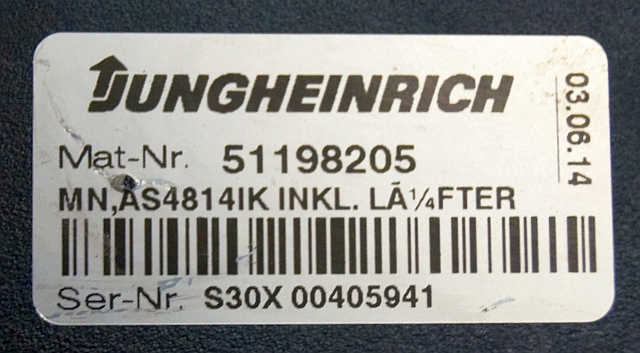 JUNGHEINRICH
Mat-Nr. 51198205
MN,AS4814IK INKL. LÃ¼FTER
Ser-Nr. S30X 00405941
03.06.14